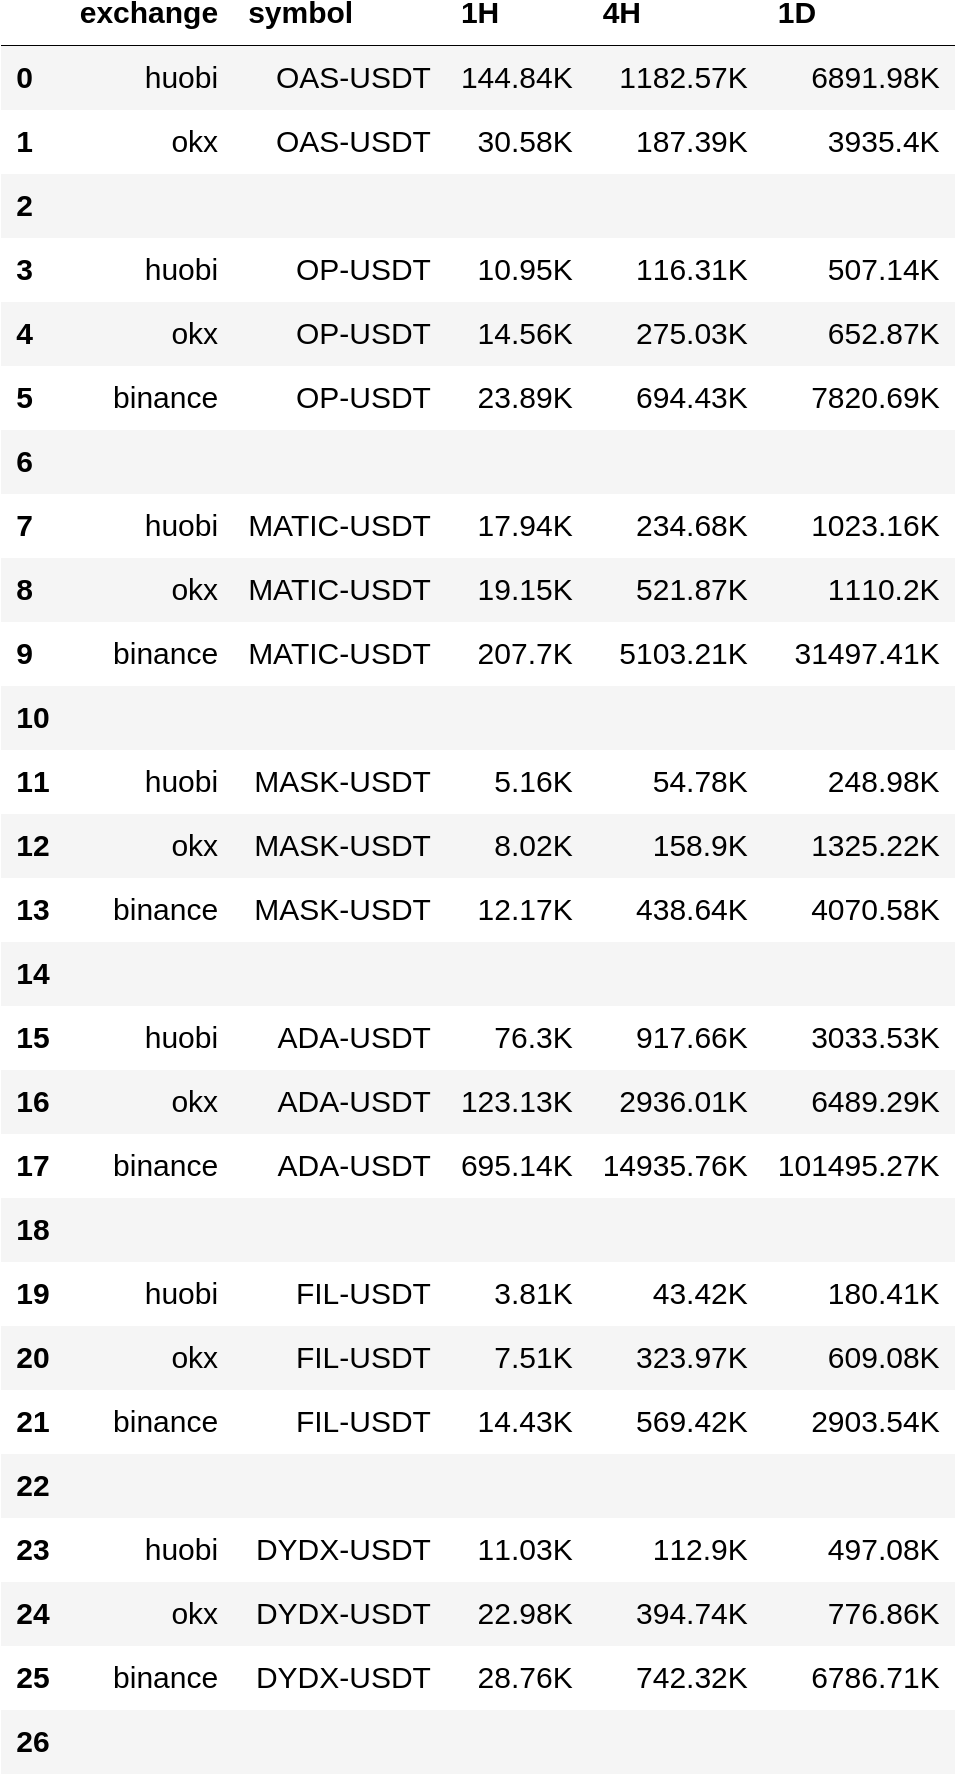 exchange symbol 1H 4H 1D
0 huobi OAS-USDT 144.84K 1182.57K 6891.98K
1 okx OAS-USDT 30.58K 187.39K 3935.4K
2
3 huobi OP-USDT 10.95K 116.31K 507.14K
4 okx OP-USDT 14.56K 275.03K 652.87K
5 binance OP-USDT 23.89K 694.43K 7820.69K
6
7 huobi MATIC-USDT 17.94K 234.68K 1023.16K
8 okx MATIC-USDT 19.15K 521.87K 1110.2K
9 binance MATIC-USDT 207.7K 5103.21K 31497.41K
10
11 huobi MASK-USDT 5.16K 54.78K 248.98K
12 okx MASK-USDT 8.02K 158.9K 1325.22K
13 binance MASK-USDT 12.17K 438.64K 4070.58K
14
15 huobi ADA-USDT 76.3K 917.66K 3033.53K
16 okx ADA-USDT 123.13K 2936.01K 6489.29K
17 binance ADA-USDT 695.14K 14935.76K 101495.27K
18
19 huobi FIL-USDT 3.81K 43.42K 180.41K
20 okx FIL-USDT 7.51K 323.97K 609.08K
21 binance FIL-USDT 14.43K 569.42K 2903.54K
22
23 huobi DYDX-USDT 11.03K 112.9K 497.08K
24 okx DYDX-USDT 22.98K 394.74K 776.86K
25 binance DYDX-USDT 28.76K 742.32K 6786.71K
26